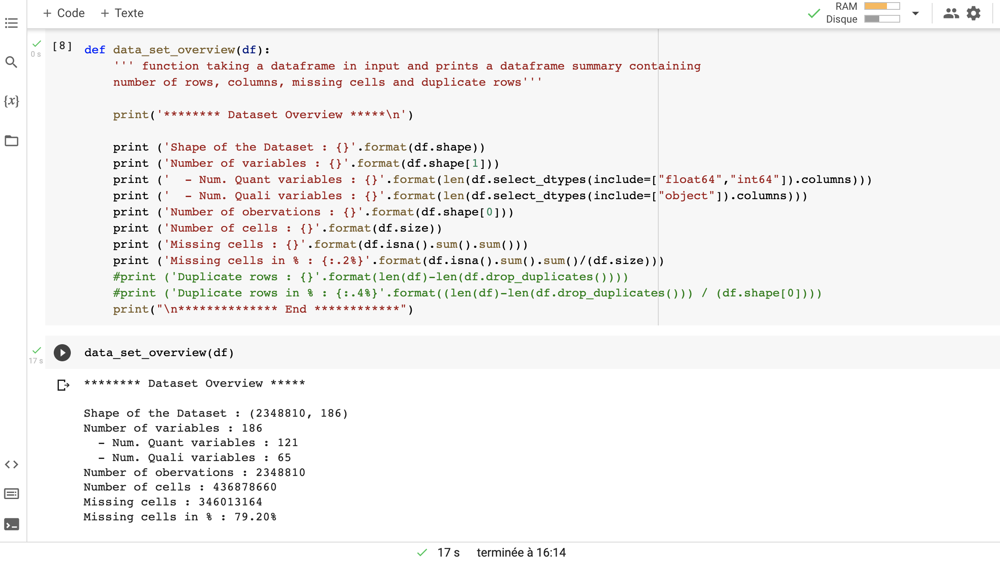 + Code + Texte
RAM
Disque
{x}
0 s
[8] def data_set_overview(df):
''' function taking a dataframe in input and prints a dataframe summary containing
number of rows, columns, missing cells and duplicate rows'''
print('******** Dataset Overview *****\n')
print ('Shape of the Dataset : {}'.format(df.shape))
print ('Number of variables : {}'.format(df.shape[1]))
print ('  - Num. Quant variables : {}'.format(len(df.select_dtypes(include=["float64","int64"]).columns)))
print ('  - Num. Quali variables : {}'.format(len(df.select_dtypes(include=["object"]).columns)))
print ('Number of obervations : {}'.format(df.shape[0]))
print ('Number of cells : {}'.format(df.size))
print ('Missing cells : {}'.format(df.isna().sum().sum()))
print ('Missing cells in % : {:.2%}'.format(df.isna().sum().sum()/(df.size)))
#print ('Duplicate rows : {}'.format(len(df)-len(df.drop_duplicates())))
#print ('Duplicate rows in % : {:.4%}'.format((len(df)-len(df.drop_duplicates())) / (df.shape[0])))
print("\n************** End ************")
17 s
data_set_overview(df)
******** Dataset Overview *****
Shape of the Dataset : (2348810, 186)
Number of variables : 186
- Num. Quant variables : 121
- Num. Quali variables : 65
Number of obervations : 2348810
Number of cells : 436878660
Missing cells : 346013164
Missing cells in % : 79.20%
17 s terminée à 16:14